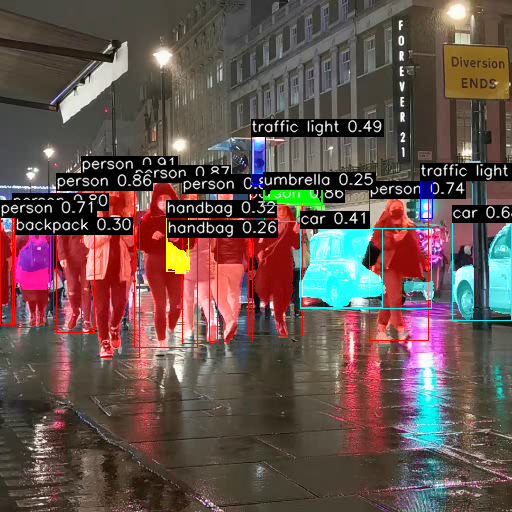 FOREVER 21
Diversion
ENDS
traffic light 0.49
person 0.91
person 0.87
person 0.86
umbrella 0.25
traffic light
person 0.74
person 0.71
handbag 0.32
car 0.41
backpack 0.30
handbag 0.26